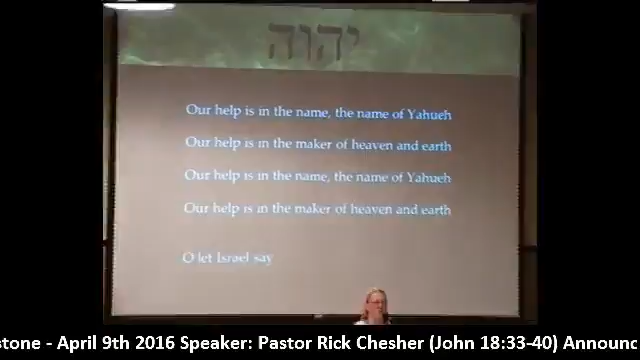 יהוה
Our help is in the name, the name of Yahueh
Our help is in the maker of heaven and earth
Our help is in the name, the name of Yahueh
Our help is in the maker of heaven and earth
O let Israel say
stone - April 9th 2016 Speaker: Pastor Rick Chesher (John 18:33-40) Announc